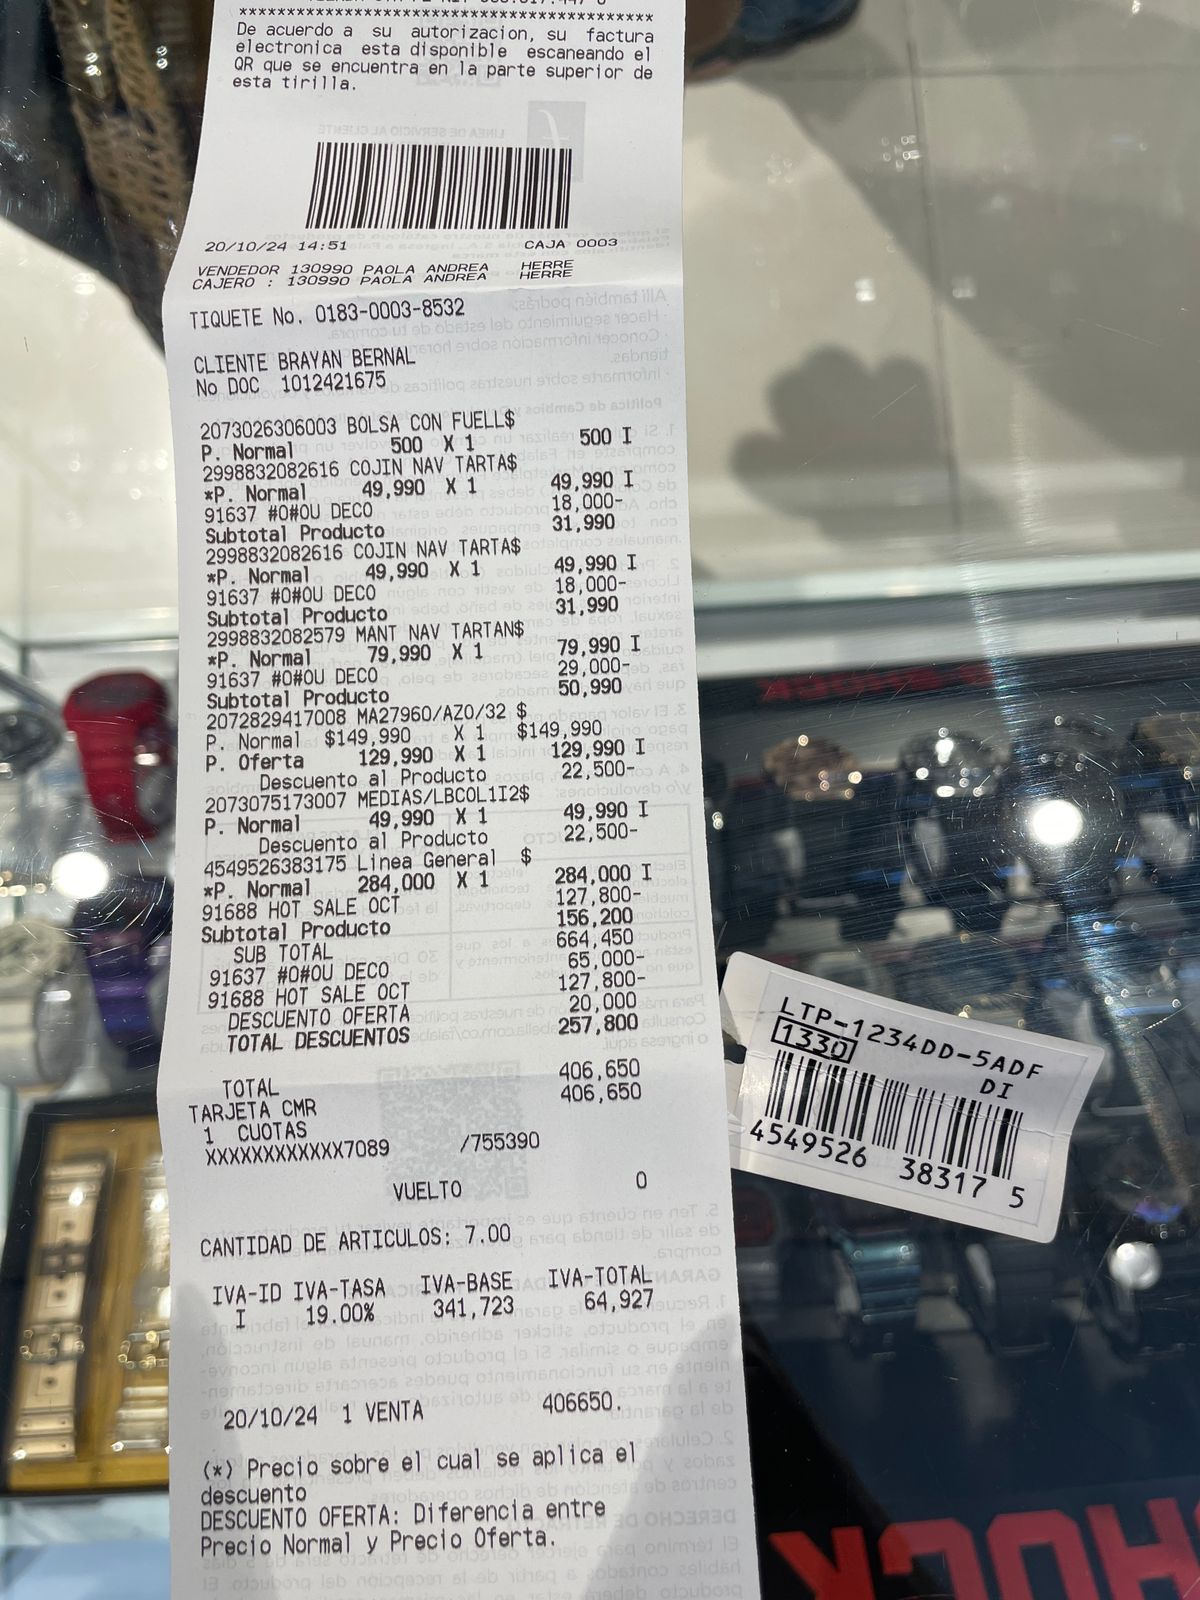 ******************************************
De acuerdo a su autorizacion, su factura
electronica esta disponible escaneando el
QR que se encuentra en la parte superior de
esta tirilla.
20/10/24 14:51 CAJA 0003
VENDEDOR 130990 PAOLA ANDREA HERRE
CAJERO : 130990 PAOLA ANDREA HERRE
TIQUETE No. 0183-0003-8532
CLIENTE BRAYAN BERNAL
No DOC 1012421675
2073026306003 BOLSA CON FUELL$
P. Normal 500 X 1 500 I
2998832082616 COJIN NAV TARTA$
*P. Normal 49,990 X 1 49,990 I
91637 #O#OU DECO 18,000-
Subtotal Producto 31,990
2998832082616 COJIN NAV TARTA$
*P. Normal 49,990 X 1 49,990 I
91637 #O#OU DECO 18,000-
Subtotal Producto 31,990
2998832082579 MANT NAV TARTAN$
*P. Normal 79,990 X 1 79,990 I
91637 #O#OU DECO 29,000-
Subtotal Producto 50,990
2072829417008 MA27960/AZO/32 $
P. Normal $149,990 X 1 $149,990
P. Oferta 129,990 X 1 129,990 I
Descuento al Producto 22,500-
2073075173007 MEDIAS/LBCOL1I2$
P. Normal 49,990 X 1 49,990 I
Descuento al Producto 22,500-
4549526383175 Linea General $
*P. Normal 284,000 X 1 284,000 I
91688 HOT SALE OCT 127,800-
Subtotal Producto 156,200
SUB TOTAL 664,450
91637 #O#OU DECO 65,000-
91688 HOT SALE OCT 127,800-
DESCUENTO OFERTA 20,000
TOTAL DESCUENTOS 257,800
TOTAL 406,650
TARJETA CMR 406,650
1 CUOTAS
XXXXXXXXXXXX7089 /755390
VUELTO 0
CANTIDAD DE ARTICULOS: 7.00
IVA-ID IVA-TASA IVA-BASE IVA-TOTAL
I 19.00% 341,723 64,927
20/10/24 1 VENTA 406650.
(*) Precio sobre el cual se aplica el
descuento
DESCUENTO OFERTA: Diferencia entre
Precio Normal y Precio Oferta.
LTP-1234DD-5ADF
1330 DI
4549526 38317 5
G-SHOCK